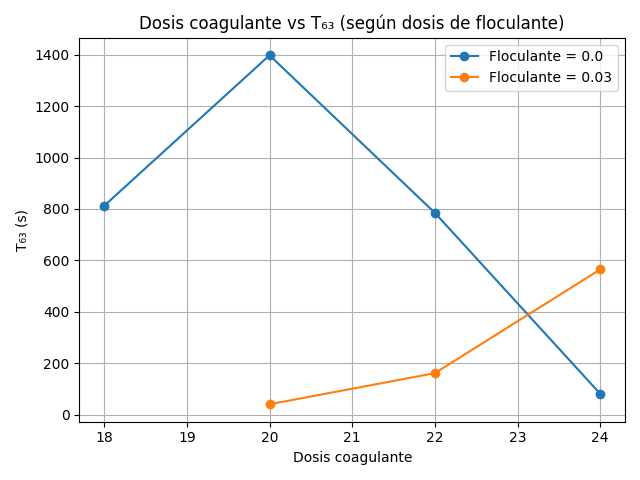 Dosis coagulante vs T₆₃ (según dosis de floculante)
Floculante = 0.0
Floculante = 0.03
T₆₃ (s)
1400
1200
1000
800
600
400
200
0
18 19 20 21 22 23 24
Dosis coagulante